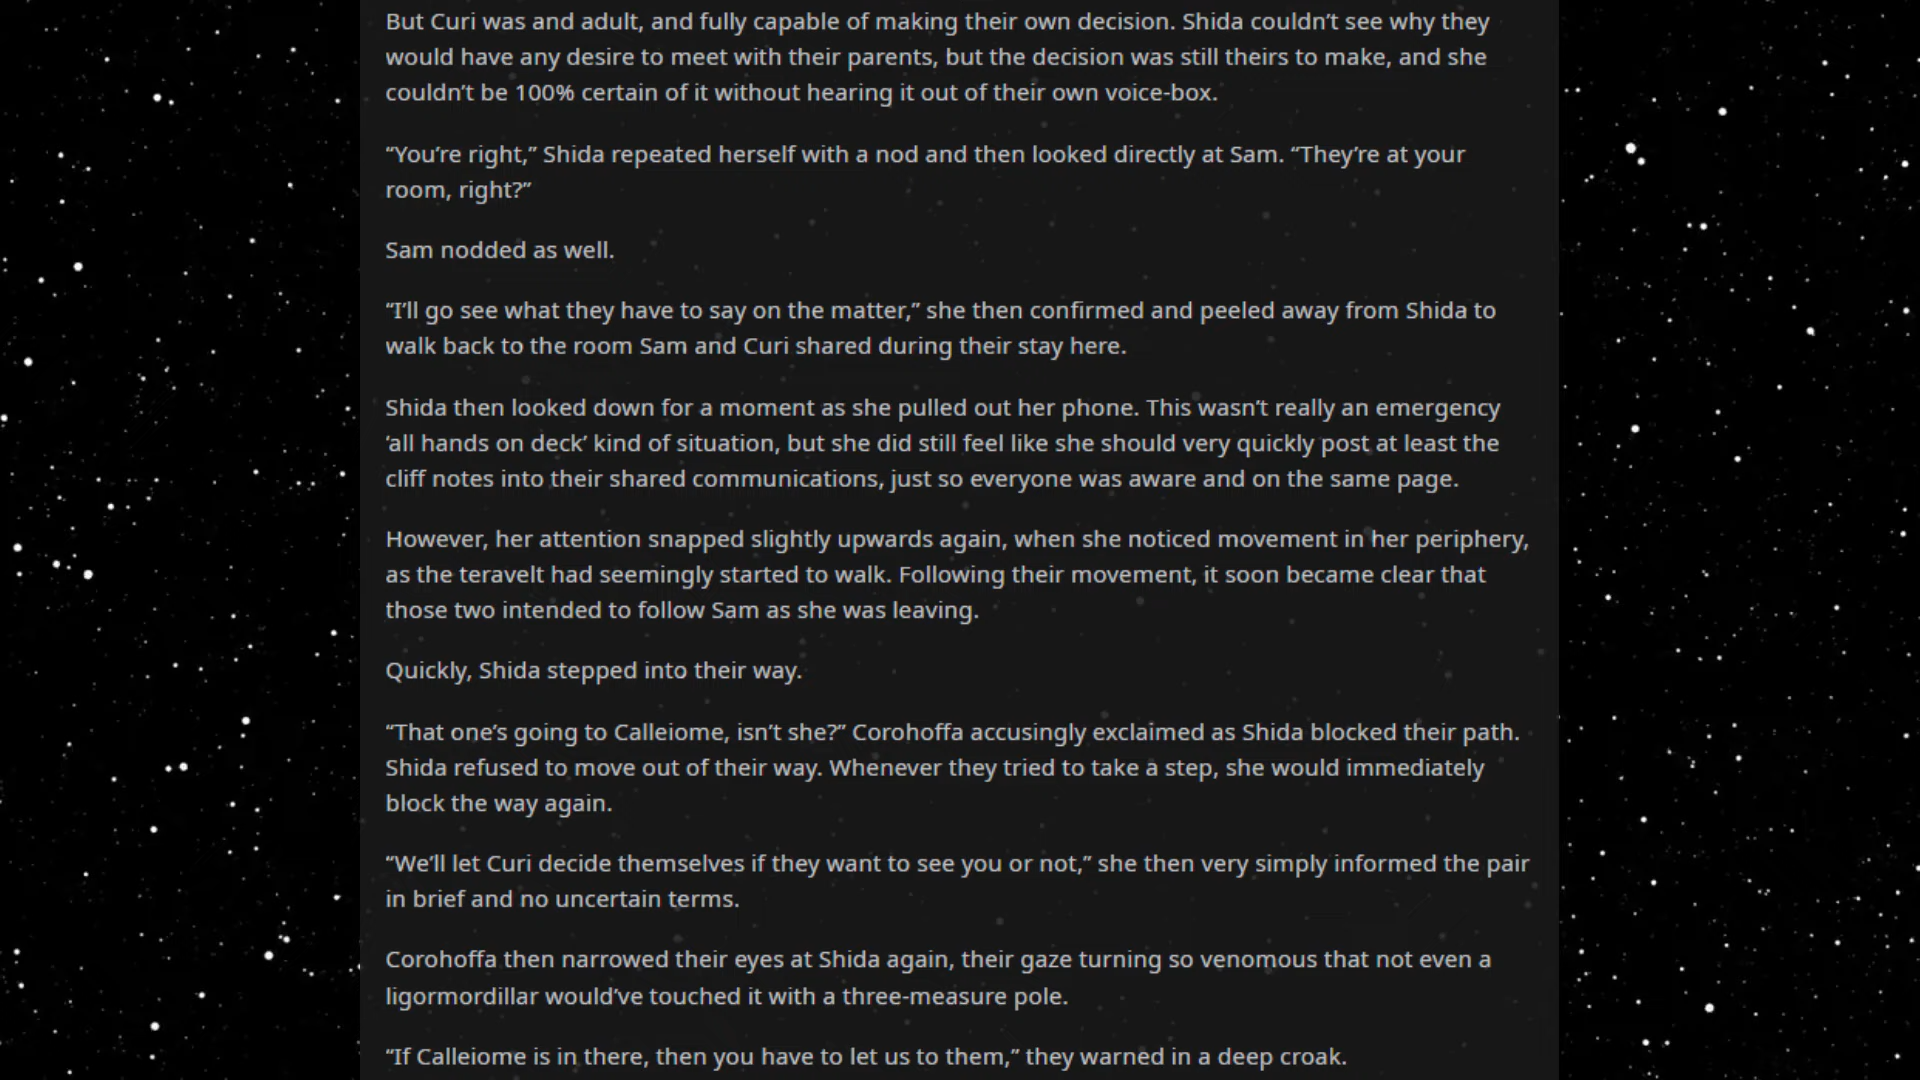 But Curi was and adult, and fully capable of making their own decision. Shida couldn’t see why they
would have any desire to meet with their parents, but the decision was still theirs to make, and she
couldn’t be 100% certain of it without hearing it out of their own voice-box.
“You’re right,” Shida repeated herself with a nod and then looked directly at Sam. “They’re at your
room, right?”
Sam nodded as well.
“I’ll go see what they have to say on the matter,” she then confirmed and peeled away from Shida to
walk back to the room Sam and Curi shared during their stay here.
Shida then looked down for a moment as she pulled out her phone. This wasn’t really an emergency
‘all hands on deck’ kind of situation, but she did still feel like she should very quickly post at least the
cliff notes into their shared communications, just so everyone was aware and on the same page.
However, her attention snapped slightly upwards again, when she noticed movement in her periphery,
as the teravelt had seemingly started to walk. Following their movement, it soon became clear that
those two intended to follow Sam as she was leaving.
Quickly, Shida stepped into their way.
“That one’s going to Calleiome, isn’t she?” Corohoffa accusingly exclaimed as Shida blocked their path.
Shida refused to move out of their way. Whenever they tried to take a step, she would immediately
block the way again.
“We’ll let Curi decide themselves if they want to see you or not,” she then very simply informed the pair
in brief and no uncertain terms.
Corohoffa then narrowed their eyes at Shida again, their gaze turning so venomous that not even a
ligormordillar would’ve touched it with a three-measure pole.
“If Calleiome is in there, then you have to let us to them,” they warned in a deep croak.